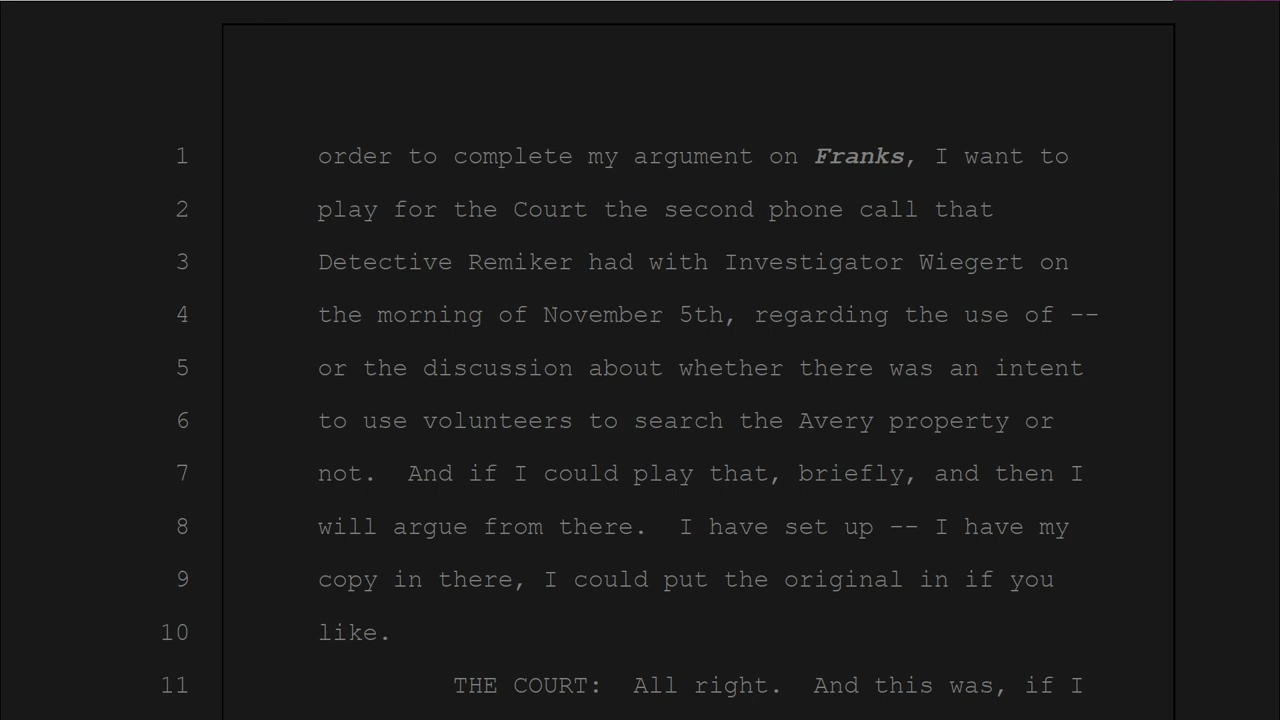 1 order to complete my argument on Franks, I want to
2 play for the Court the second phone call that
3 Detective Remiker had with Investigator Wiegert on
4 the morning of November 5th, regarding the use of --
5 or the discussion about whether there was an intent
6 to use volunteers to search the Avery property or
7 not.  And if I could play that, briefly, and then I
8 will argue from there.  I have set up -- I have my
9 copy in there, I could put the original in if you
10 like.
11 THE COURT:  All right.  And this was, if I